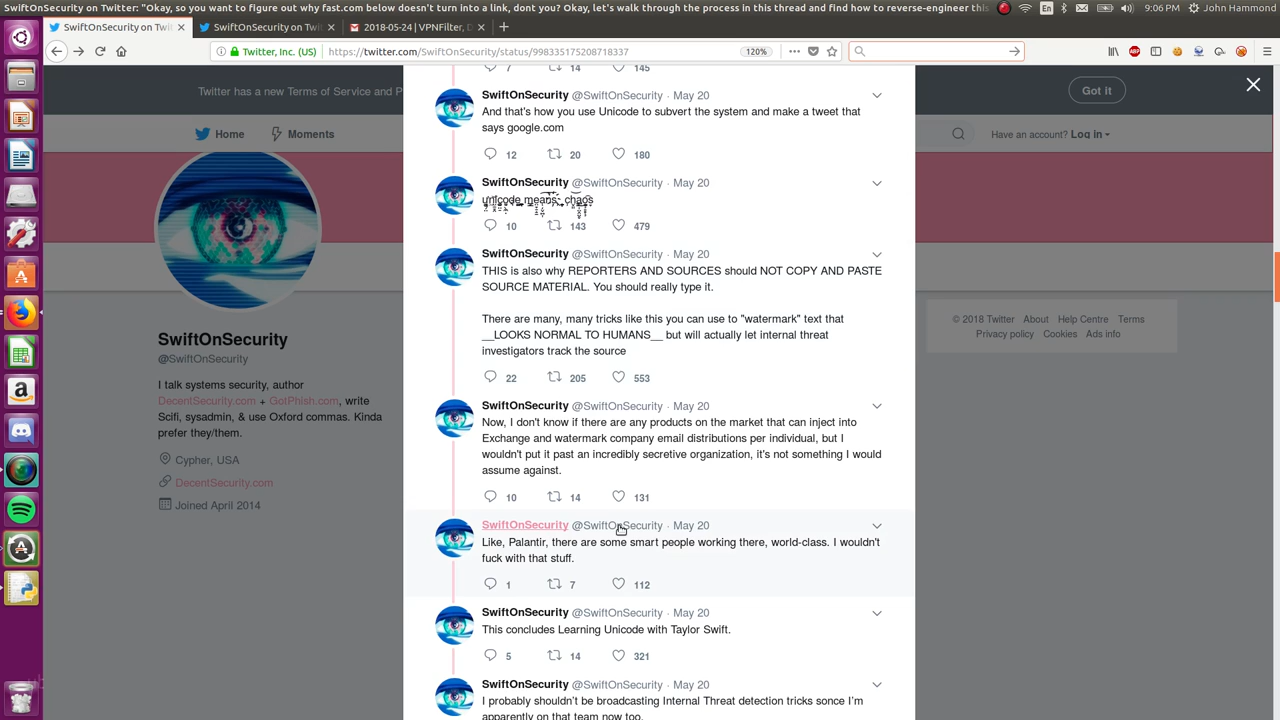 SwiftOnSecurity on Twitter: "Okay, so you want to figure out why fast.com below doesn't turn into a link, dont you? Okay, let's walk through the process in this thread and find how to reverse-engineer this
En
9:06 PM
John Hammond
SwiftOnSecurity on Twi
SwiftOnSecurity on Twi
2018-05-24 | VPNFilter, D
Twitter, Inc. (US)
https://twitter.com/SwiftOnSecurity/status/998335175208718337
120%
Twitter has a new Terms of Service and P
Got it
Home
Moments
Have an account? Log in
7 14 145
SwiftOnSecurity @SwiftOnSecurity · May 20
And that's how you use Unicode to subvert the system and make a tweet that
says google.com
12 20 180
SwiftOnSecurity @SwiftOnSecurity · May 20
unicode means chaos
10 143 479
SwiftOnSecurity @SwiftOnSecurity · May 20
THIS is also why REPORTERS AND SOURCES should NOT COPY AND PASTE
SOURCE MATERIAL. You should really type it.
There are many, many tricks like this you can use to "watermark" text that
__LOOKS NORMAL TO HUMANS__ but will actually let internal threat
investigators track the source
22 205 553
SwiftOnSecurity @SwiftOnSecurity · May 20
Now, I don't know if there are any products on the market that can inject into
Exchange and watermark company email distributions per individual, but I
wouldn't put it past an incredibly secretive organization, it's not something I would
assume against.
10 14 131
SwiftOnSecurity @SwiftOnSecurity · May 20
Like, Palantir, there are some smart people working there, world-class. I wouldn't
fuck with that stuff.
1 7 112
SwiftOnSecurity @SwiftOnSecurity · May 20
This concludes Learning Unicode with Taylor Swift.
5 14 321
SwiftOnSecurity @SwiftOnSecurity · May 20
I probably shouldn't be broadcasting Internal Threat detection tricks sonce I'm
apparently on that team now too.
SwiftOnSecurity
@SwiftOnSecurity
I talk systems security, author
DecentSecurity.com + GotPhish.com, write
Scifi, sysadmin, & use Oxford commas. Kinda
prefer they/them.
Cypher, USA
DecentSecurity.com
Joined April 2014
© 2018 Twitter About Help Centre Terms
Privacy policy Cookies Ads info